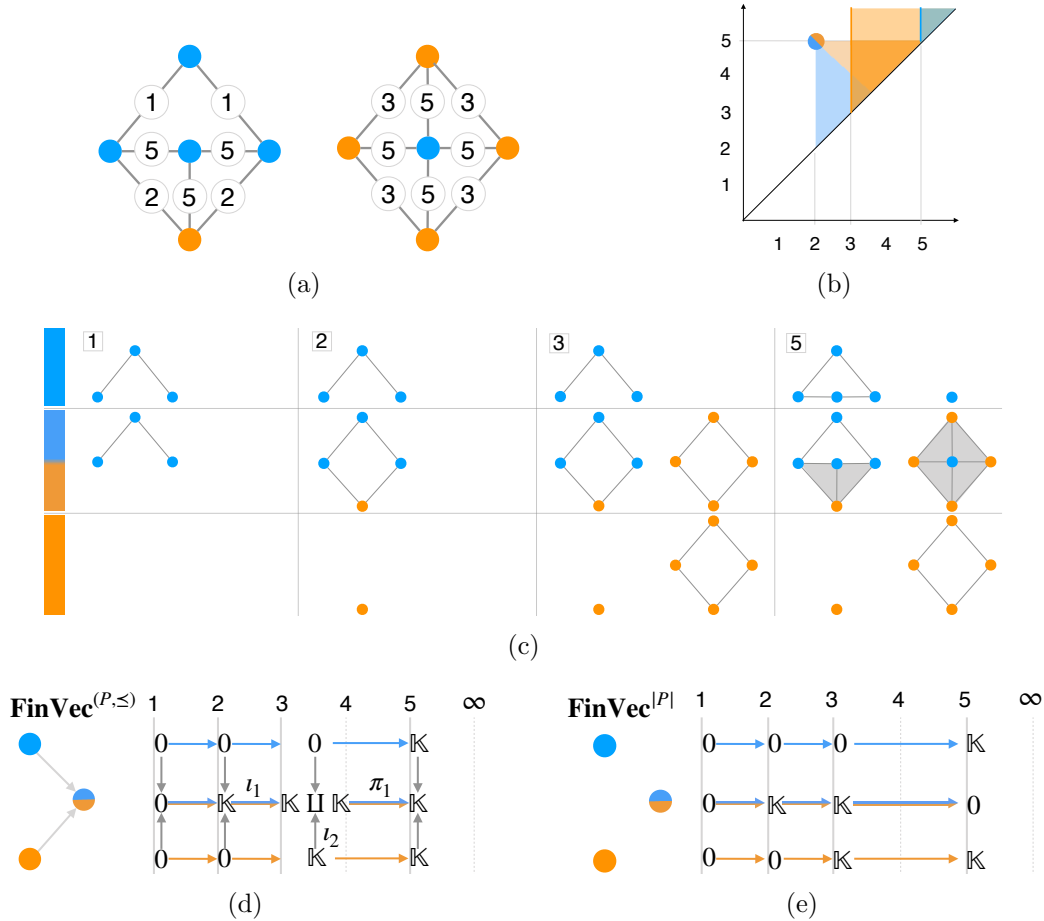 1 1
5 5
2 5 2
3 5 3
5 5
3 5 3
(a)
5
4
3
2
1
1 2 3 4 5
(b)
1 2 3 5
(c)
FinVec^(P,⪯) 1 2 3 4 5 ∞
0 0 0 𝕂
0 𝕂 ι₁ 𝕂 ⨿ 𝕂 π₁ 𝕂
ι₂
0 0 𝕂 𝕂
(d)
FinVec^|P| 1 2 3 4 5 ∞
0 0 0 𝕂
0 𝕂 𝕂 0
0 0 𝕂 𝕂
(e)